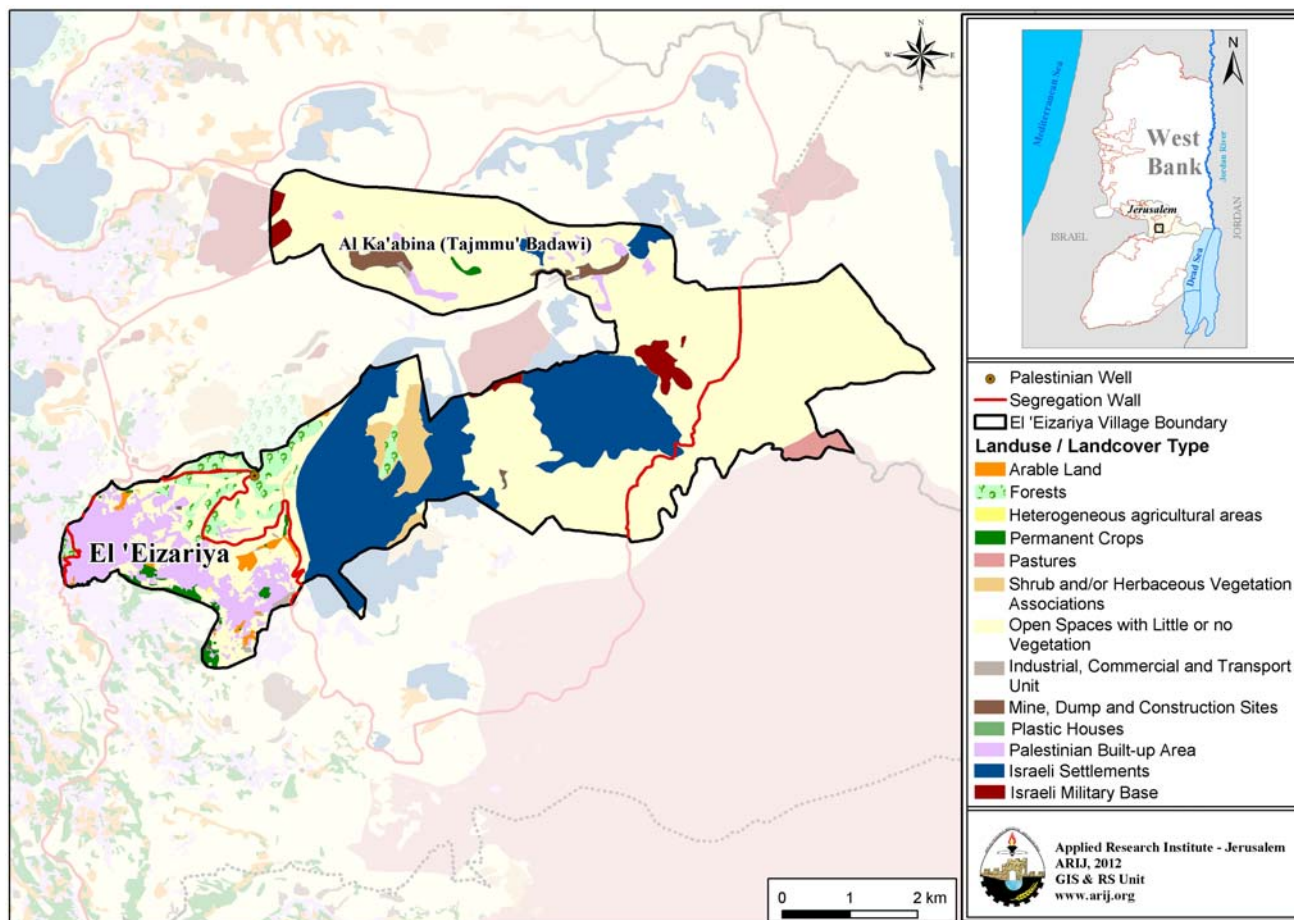 N
W E
S
Al Ka'abina (Tajmmu' Badawi)
El 'Eizariya
0 1 2 km
N
Mediterranean Sea
West
Bank
Jordan River
Jerusalem
ISRAEL
JORDAN
Dead Sea
Palestinian Well
Segregation Wall
El 'Eizariya Village Boundary
Landuse / Landcover Type
Arable Land
Forests
Heterogeneous agricultural areas
Permanent Crops
Pastures
Shrub and/or Herbaceous Vegetation
Associations
Open Spaces with Little or no
Vegetation
Industrial, Commercial and Transport
Unit
Mine, Dump and Construction Sites
Plastic Houses
Palestinian Built-up Area
Israeli Settlements
Israeli Military Base
Applied Research Institute - Jerusalem
ARIJ, 2012
GIS & RS Unit
www.arij.org